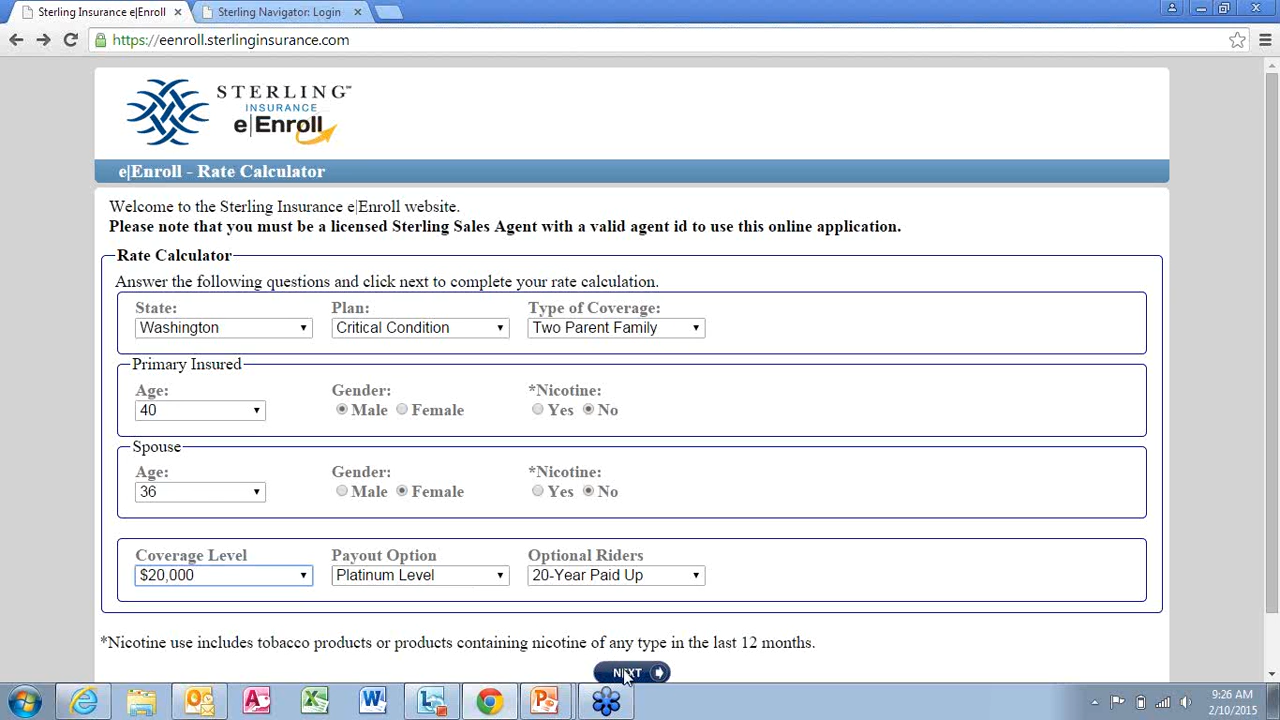 Sterling Insurance e|Enroll
Sterling Navigator: Login
https://eenroll.sterlinginsurance.com
STERLING™
INSURANCE
e|Enroll
e|Enroll - Rate Calculator
Welcome to the Sterling Insurance e|Enroll website.
Please note that you must be a licensed Sterling Sales Agent with a valid agent id to use this online application.
Rate Calculator
Answer the following questions and click next to complete your rate calculation.
State: Plan: Type of Coverage:
Washington Critical Condition Two Parent Family
Primary Insured
Age: Gender: *Nicotine:
40 Male Female Yes No
Spouse
Age: Gender: *Nicotine:
36 Male Female Yes No
Coverage Level Payout Option Optional Riders
$20,000 Platinum Level 20-Year Paid Up
*Nicotine use includes tobacco products or products containing nicotine of any type in the last 12 months.
NEXT
9:26 AM
2/10/2015